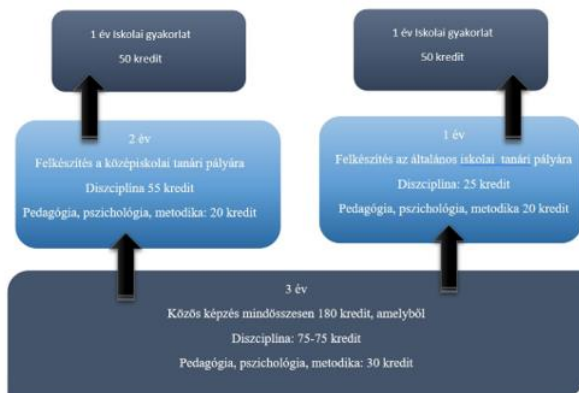 1 év Iskolai gyakorlat
50 kredit
1 év Iskolai gyakorlat
50 kredit
2 év
Felkészítés a középiskolai tanári pályára
Diszciplína 55 kredit
Pedagógia, pszichológia, metodika: 20 kredit
1 év
Felkészítés az általános iskolai tanári pályára
Diszciplína: 25 kredit
Pedagógia, pszichológia, metodika 20 kredit
3 év
Közös képzés mindösszesen 180 kredit, amelyből
Diszciplína: 75-75 kredit
Pedagógia, pszichológia, metodika: 30 kredit